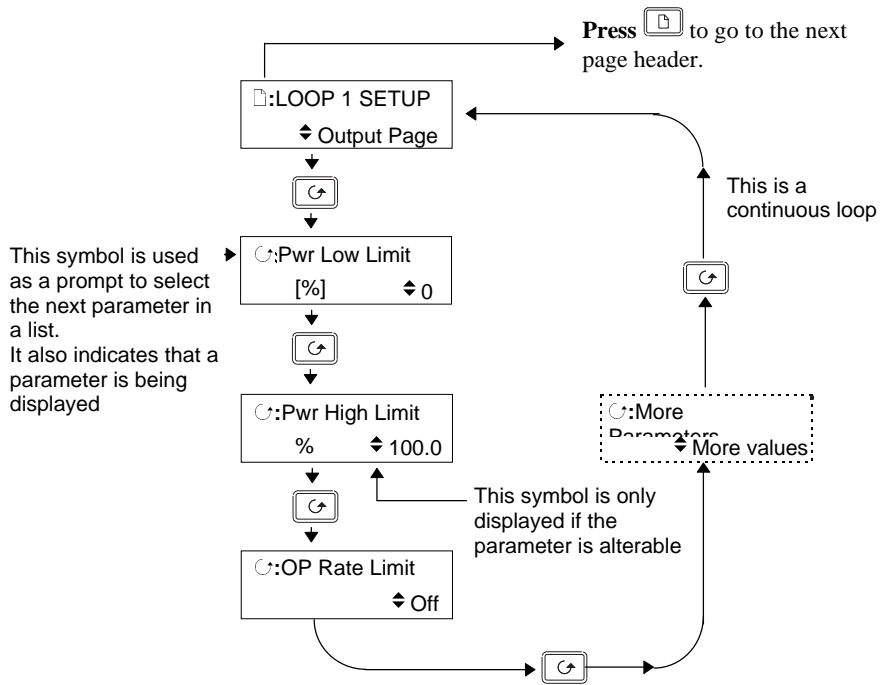 Press to go to the next
page header.
:LOOP 1 SETUP
Output Page
This is a
continuous loop
This symbol is used
as a prompt to select
the next parameter in
a list.
It also indicates that a
parameter is being
displayed
:Pwr Low Limit
[%] 0
:Pwr High Limit
% 100.0
:More
Parameters
More values
This symbol is only
displayed if the
parameter is alterable
:OP Rate Limit
Off